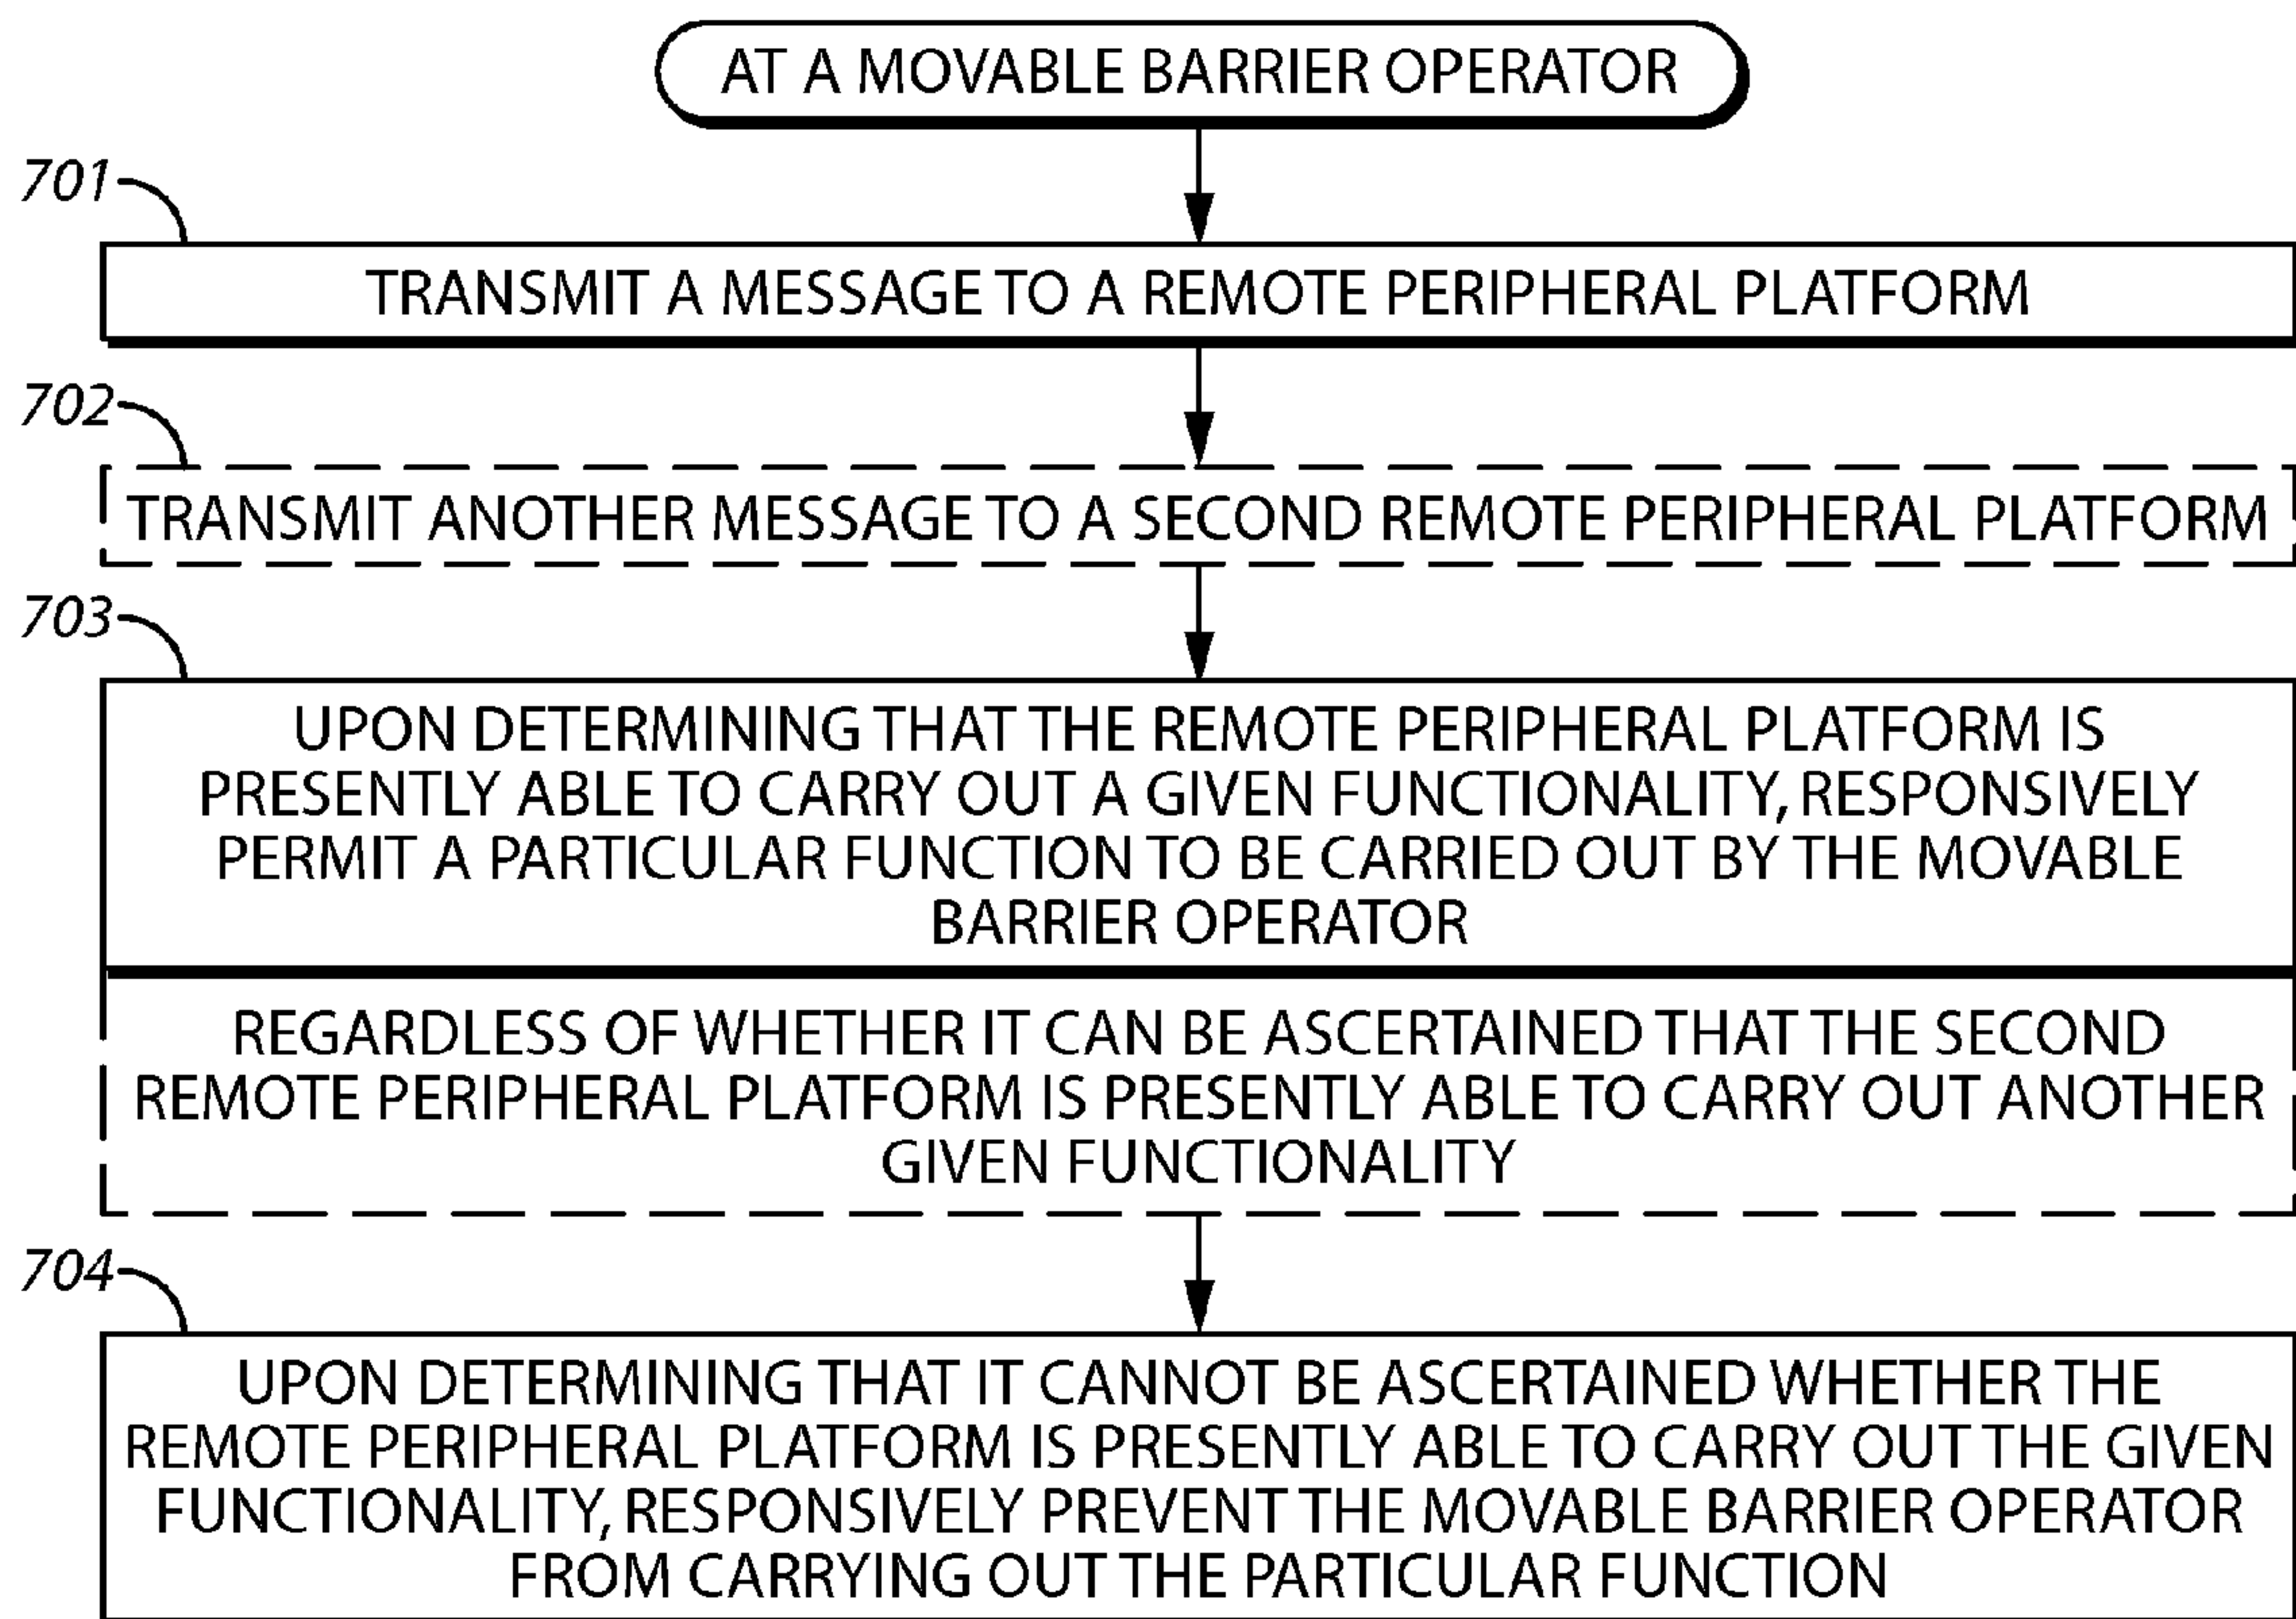 AT A MOVABLE BARRIER OPERATOR
701
TRANSMIT A MESSAGE TO A REMOTE PERIPHERAL PLATFORM
702
TRANSMIT ANOTHER MESSAGE TO A SECOND REMOTE PERIPHERAL PLATFORM
703
UPON DETERMINING THAT THE REMOTE PERIPHERAL PLATFORM IS
PRESENTLY ABLE TO CARRY OUT A GIVEN FUNCTIONALITY, RESPONSIVELY
PERMIT A PARTICULAR FUNCTION TO BE CARRIED OUT BY THE MOVABLE
BARRIER OPERATOR
REGARDLESS OF WHETHER IT CAN BE ASCERTAINED THAT THE SECOND
REMOTE PERIPHERAL PLATFORM IS PRESENTLY ABLE TO CARRY OUT ANOTHER
GIVEN FUNCTIONALITY
704
UPON DETERMINING THAT IT CANNOT BE ASCERTAINED WHETHER THE
REMOTE PERIPHERAL PLATFORM IS PRESENTLY ABLE TO CARRY OUT THE GIVEN
FUNCTIONALITY, RESPONSIVELY PREVENT THE MOVABLE BARRIER OPERATOR
FROM CARRYING OUT THE PARTICULAR FUNCTION